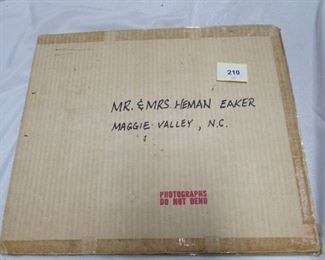 210
MR. & MRS. HEMAN EAKER
MAGGIE VALLEY, N.C.
PHOTOGRAPHS
DO NOT BEND